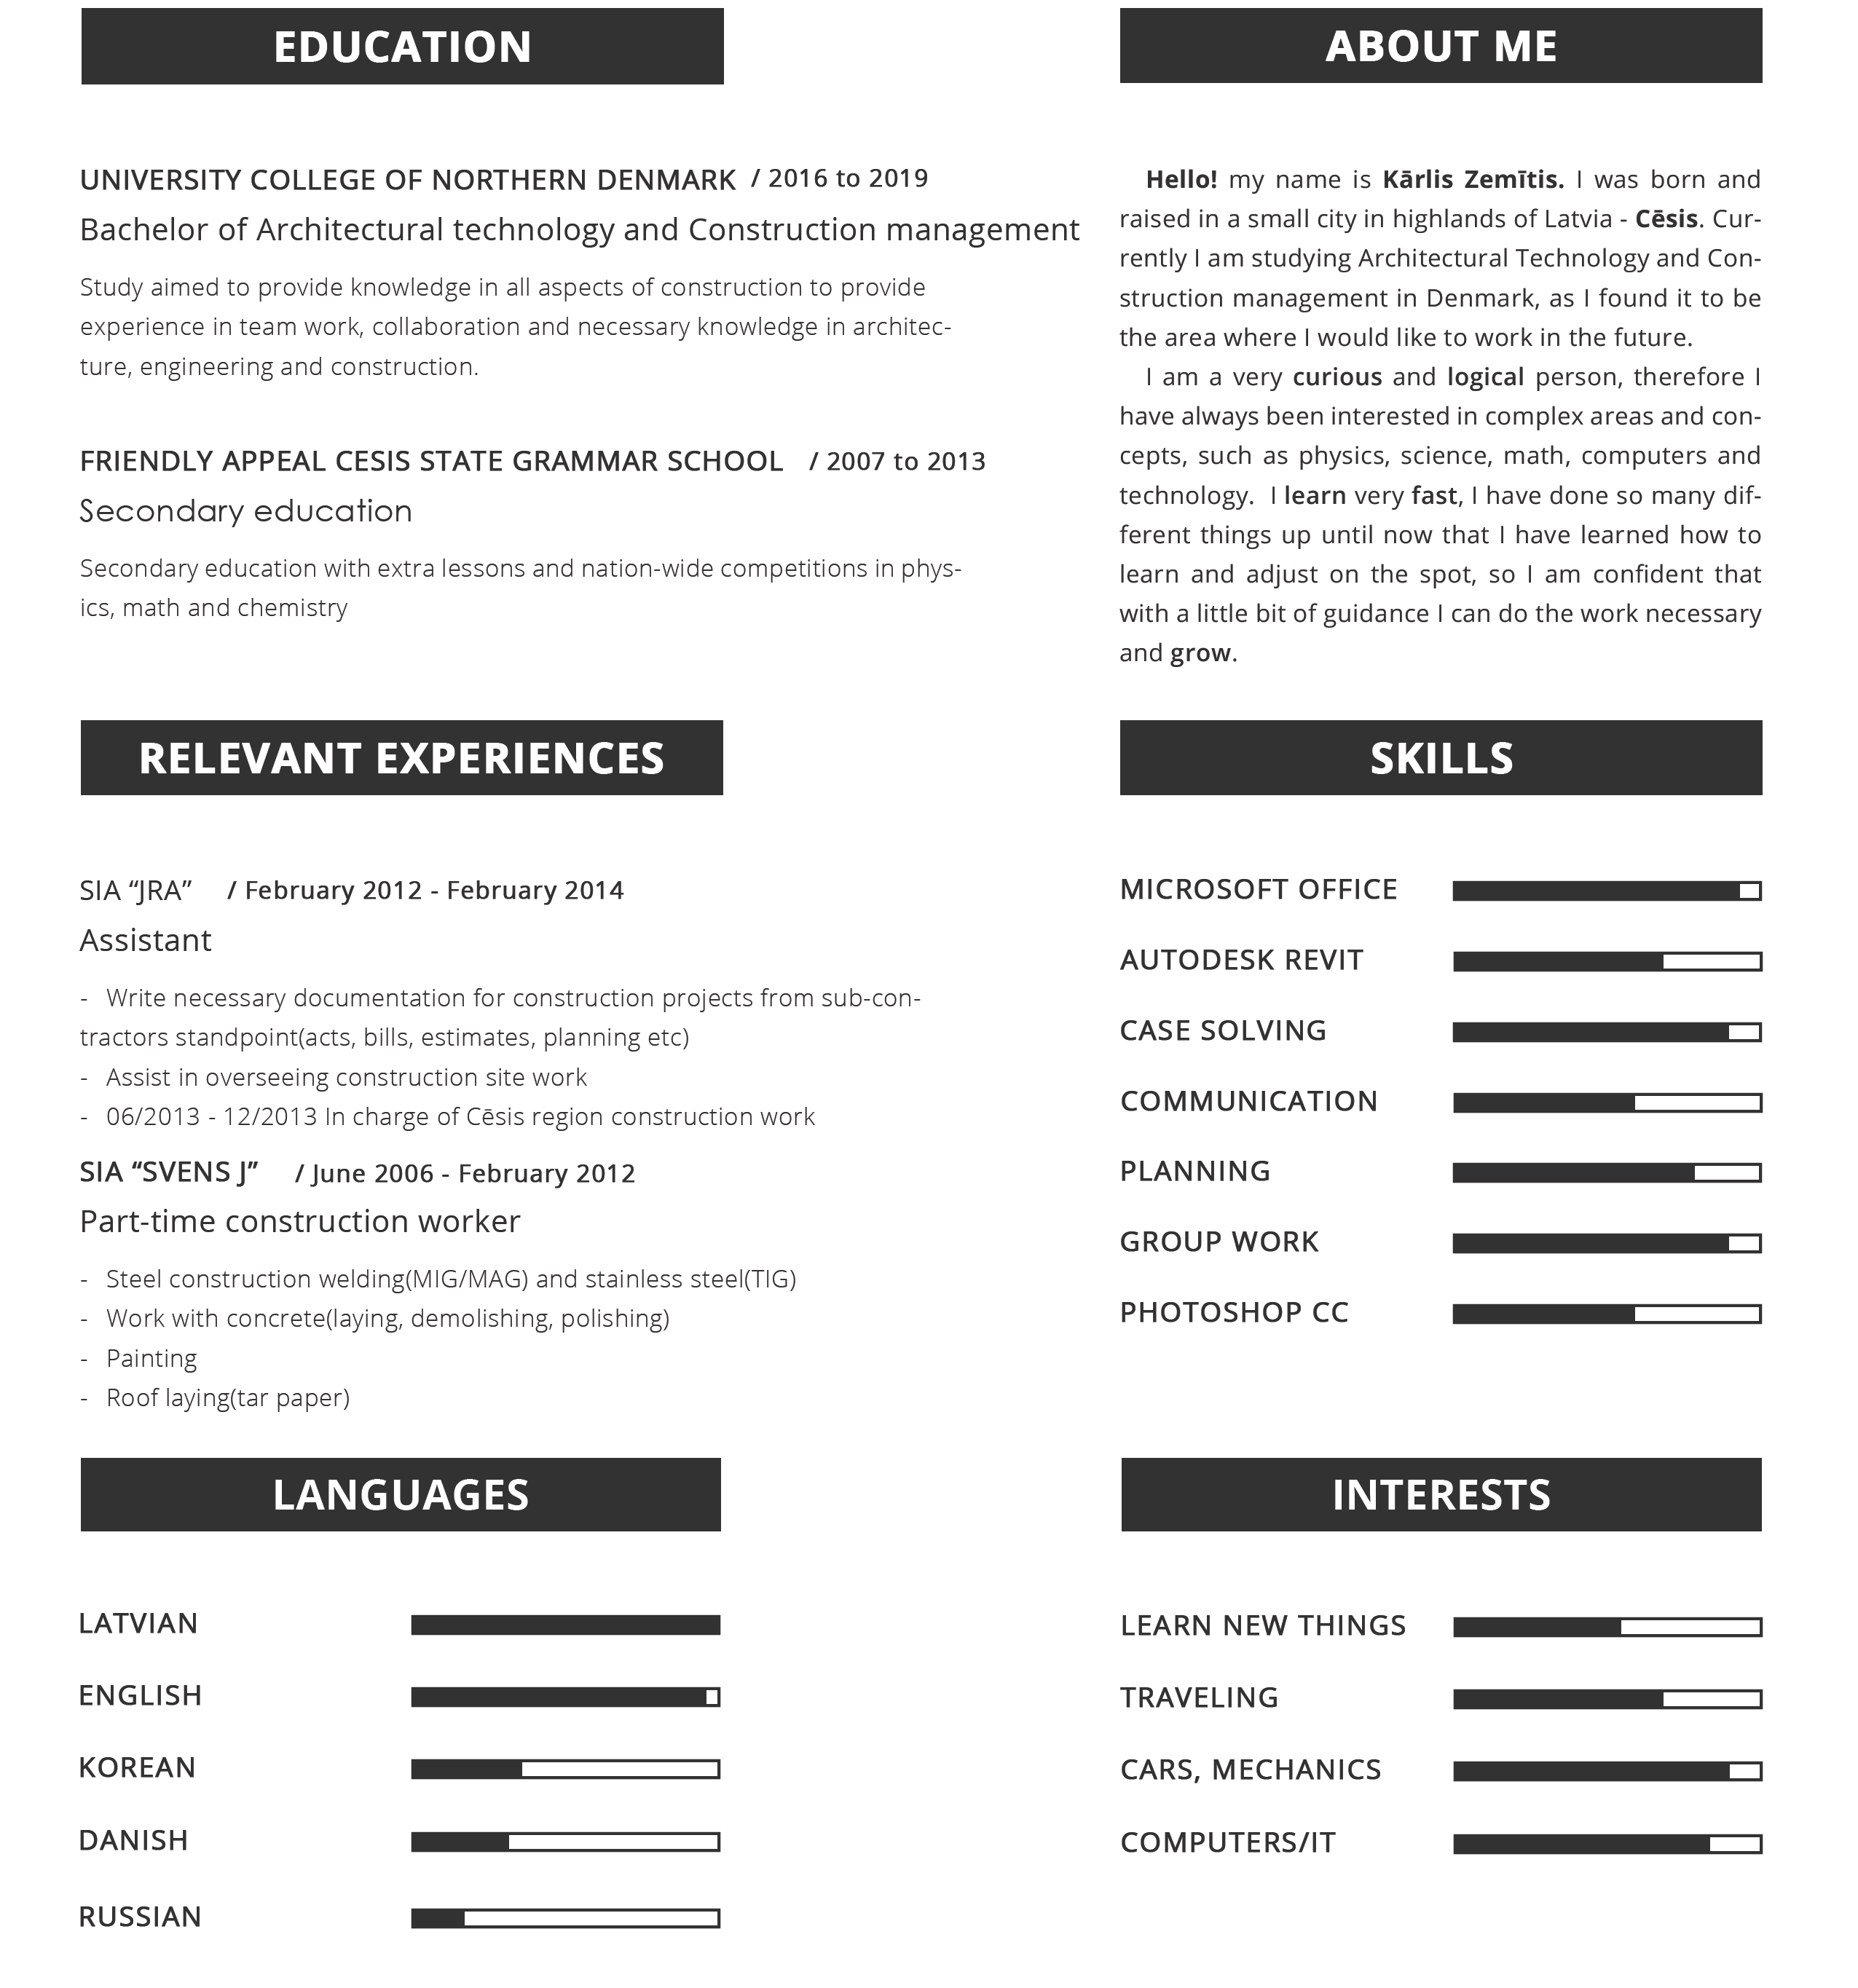 EDUCATION
UNIVERSITY COLLEGE OF NORTHERN DENMARK / 2016 to 2019
Bachelor of Architectural technology and Construction management
Study aimed to provide knowledge in all aspects of construction to provide
experience in team work, collaboration and necessary knowledge in architec-
ture, engineering and construction.
FRIENDLY APPEAL CESIS STATE GRAMMAR SCHOOL / 2007 to 2013
Secondary education
Secondary education with extra lessons and nation-wide competitions in phys-
ics, math and chemistry
ABOUT ME
Hello! my name is Kārlis Zemītis. I was born and
raised in a small city in highlands of Latvia - Cēsis. Cur-
rently I am studying Architectural Technology and Con-
struction management in Denmark, as I found it to be
the area where I would like to work in the future.
I am a very curious and logical person, therefore I
have always been interested in complex areas and con-
cepts, such as physics, science, math, computers and
technology. I learn very fast, I have done so many dif-
ferent things up until now that I have learned how to
learn and adjust on the spot, so I am confident that
with a little bit of guidance I can do the work necessary
and grow.
RELEVANT EXPERIENCES
SIA “JRA” / February 2012 - February 2014
Assistant
- Write necessary documentation for construction projects from sub-con-
tractors standpoint(acts, bills, estimates, planning etc)
- Assist in overseeing construction site work
- 06/2013 - 12/2013 In charge of Cēsis region construction work
SIA “SVENS J” / June 2006 - February 2012
Part-time construction worker
- Steel construction welding(MIG/MAG) and stainless steel(TIG)
- Work with concrete(laying, demolishing, polishing)
- Painting
- Roof laying(tar paper)
SKILLS
MICROSOFT OFFICE
AUTODESK REVIT
CASE SOLVING
COMMUNICATION
PLANNING
GROUP WORK
PHOTOSHOP CC
LANGUAGES
LATVIAN
ENGLISH
KOREAN
DANISH
RUSSIAN
INTERESTS
LEARN NEW THINGS
TRAVELING
CARS, MECHANICS
COMPUTERS/IT